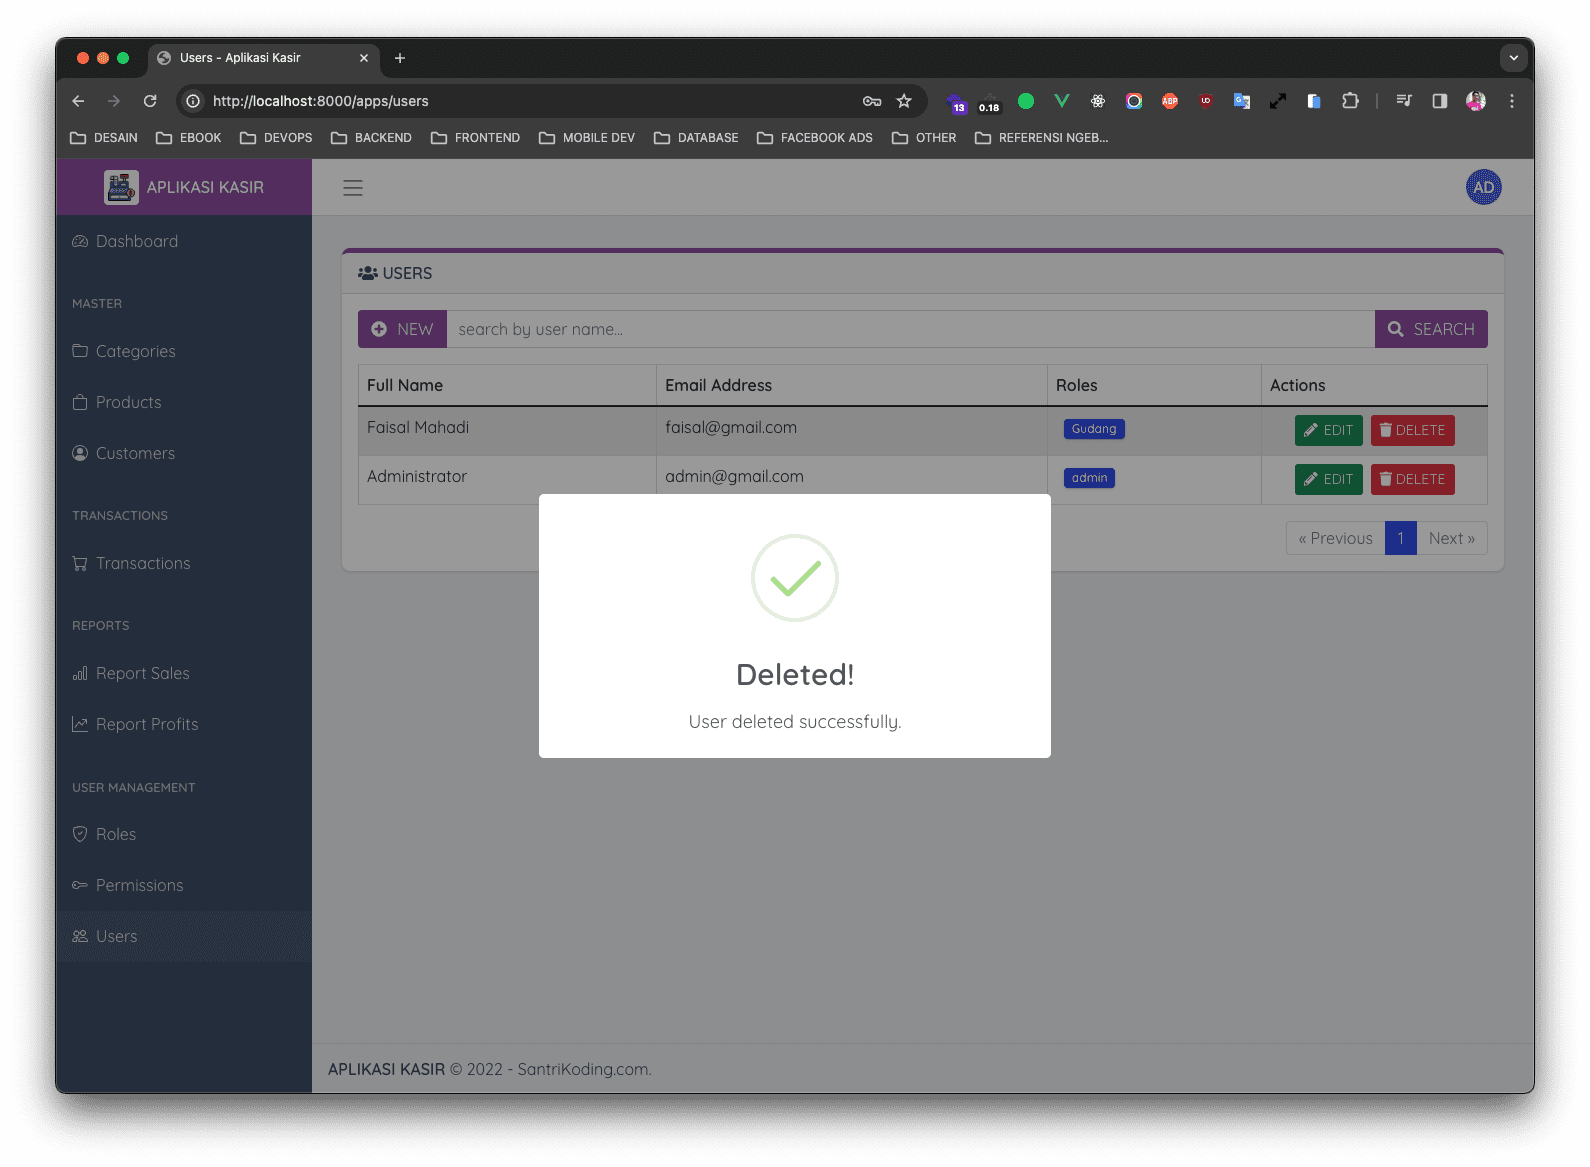 Users - Aplikasi Kasir
http://localhost:8000/apps/users
13
0.18
ABP
DESAIN
EBOOK
DEVOPS
BACKEND
FRONTEND
MOBILE DEV
DATABASE
FACEBOOK ADS
OTHER
REFERENSI NGEB...
APLIKASI KASIR
AD
Dashboard
MASTER
Categories
Products
Customers
TRANSACTIONS
Transactions
REPORTS
Report Sales
Report Profits
USER MANAGEMENT
Roles
Permissions
Users
USERS
NEW
search by user name...
SEARCH
Full Name
Email Address
Roles
Actions
Faisal Mahadi
faisal@gmail.com
Gudang
EDIT
DELETE
Administrator
admin@gmail.com
admin
EDIT
DELETE
« Previous
1
Next »
Deleted!
User deleted successfully.
APLIKASI KASIR © 2022 - SantriKoding.com.